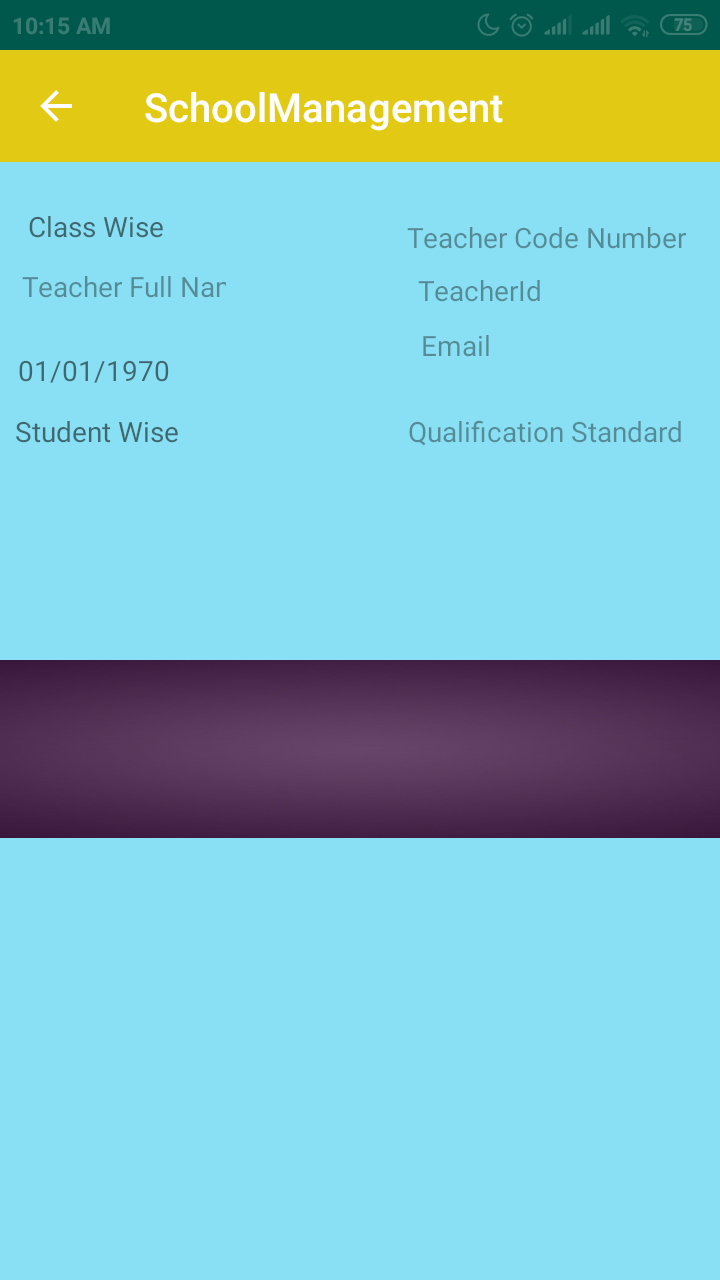 10:15 AM 75
SchoolManagement
Class Wise
Teacher Code Number
Teacher Full Nar
TeacherId
Email
01/01/1970
Student Wise
Qualification Standard